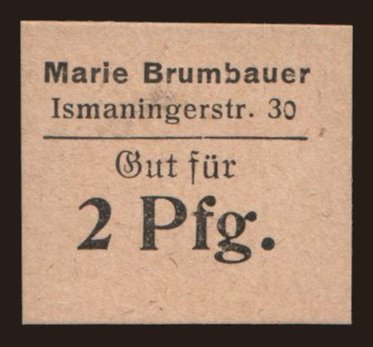 Marie Brumbauer
Ismaningerstr. 30
Gut für
2 Pfg.